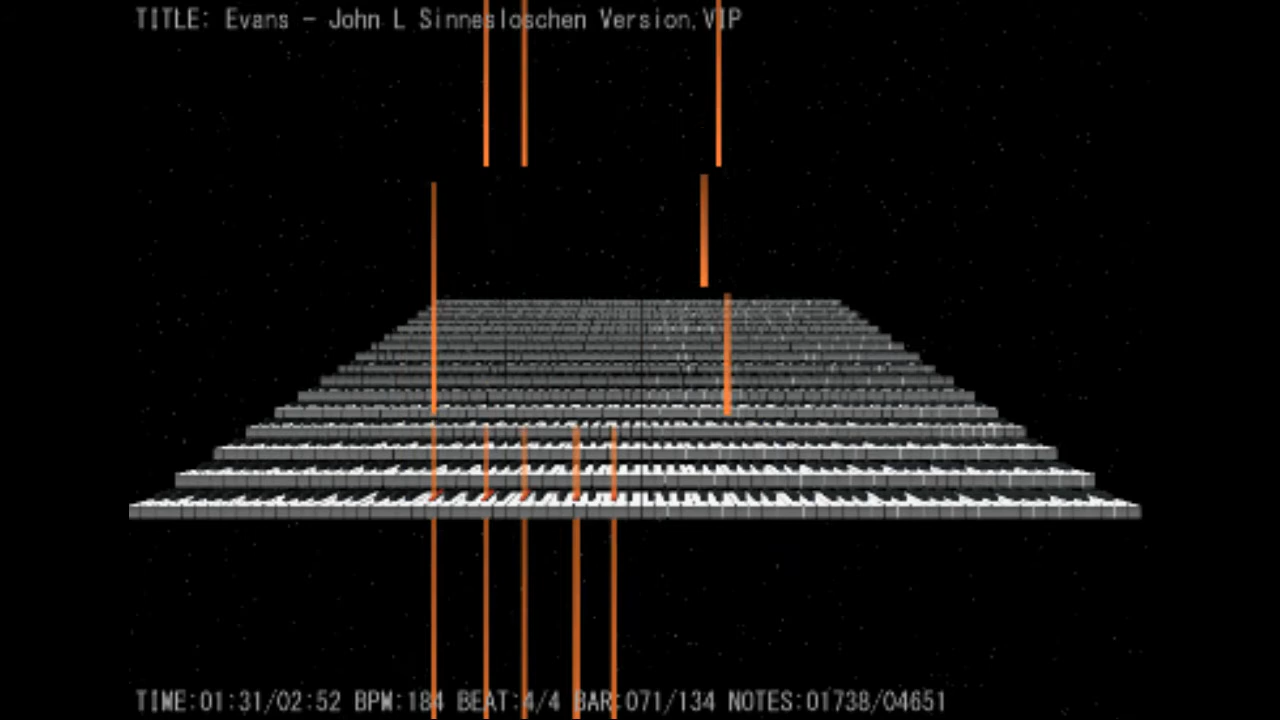 TITLE: Evans - John L Sinnesloschen Version.VIP
TIME:01:31/02:52 BPM:184 BEAT:4/4 BAR:071/134 NOTES:01738/04651